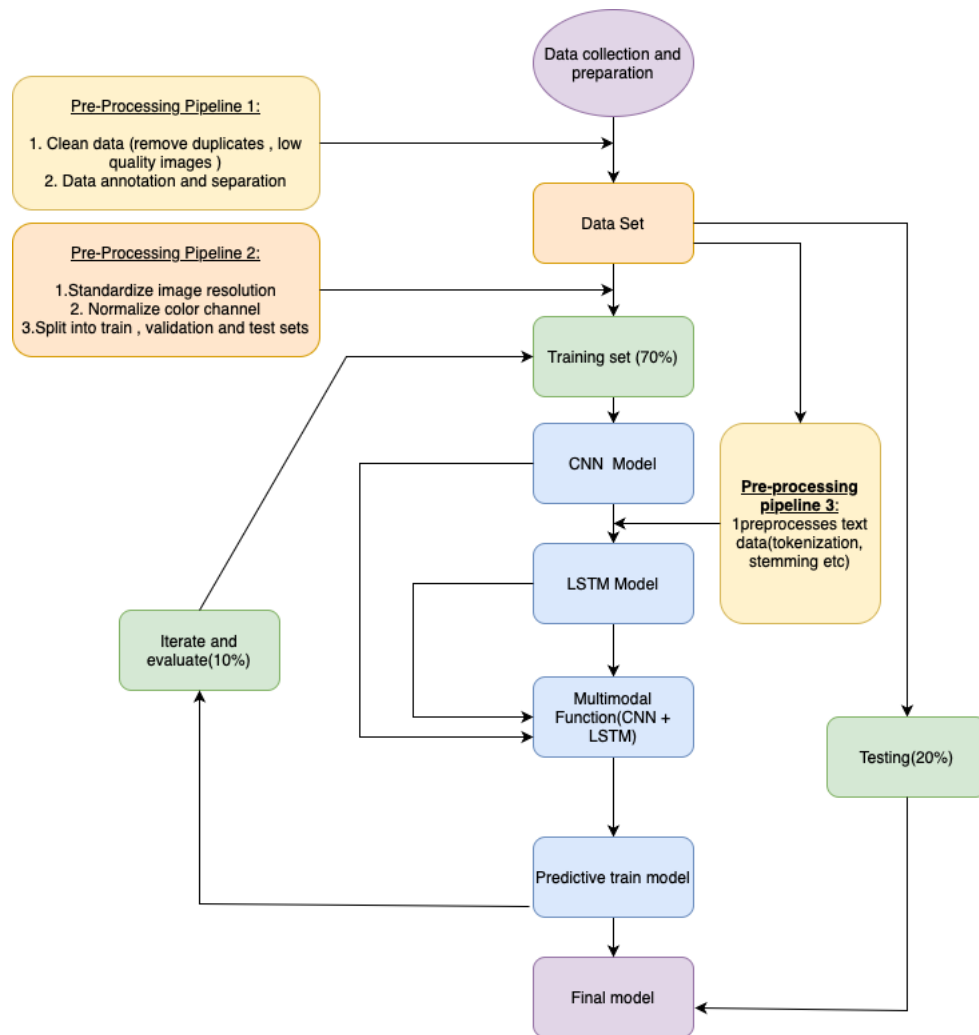 Data collection and
preparation
Pre-Processing Pipeline 1:
1. Clean data (remove duplicates , low
quality images )
2. Data annotation and separation
Data Set
Pre-Processing Pipeline 2:
1.Standardize image resolution
2. Normalize color channel
3.Split into train , validation and test sets
Training set (70%)
CNN Model
Pre-processing
pipeline 3:
1preprocesses text
data(tokenization,
stemming etc)
LSTM Model
Iterate and
evaluate(10%)
Multimodal
Function(CNN +
LSTM)
Testing(20%)
Predictive train model
Final model